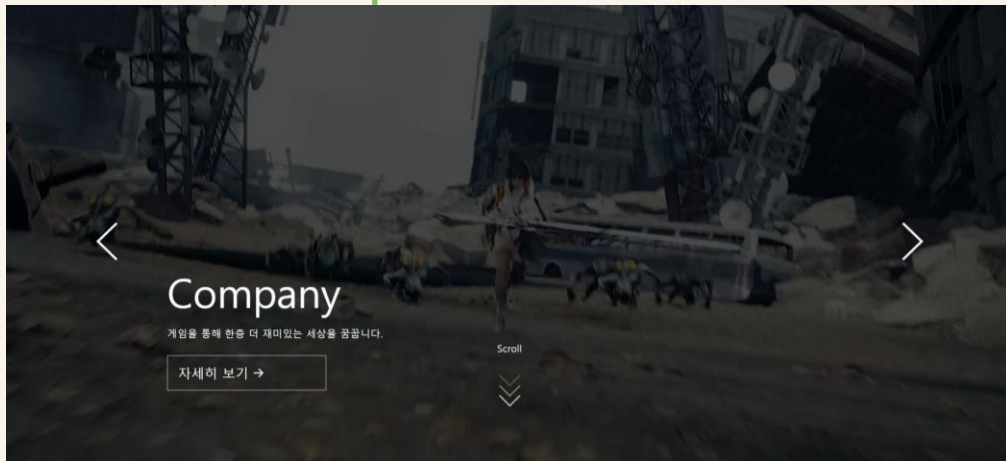 Company
게임을 통해 한층 더 재미있는 세상을 꿈꿉니다.
자세히 보기 →
Scroll